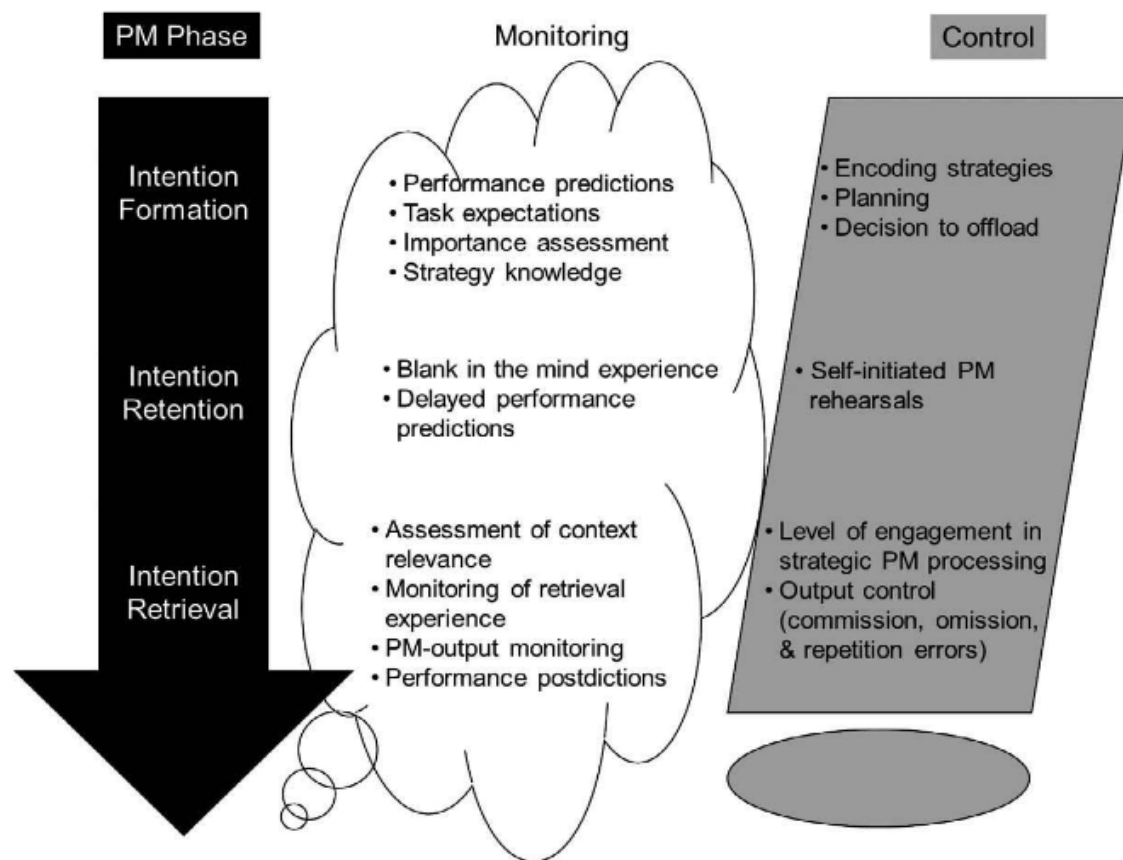 PM Phase
Monitoring
Control
Intention
Formation
• Performance predictions
• Task expectations
• Importance assessment
• Strategy knowledge
• Encoding strategies
• Planning
• Decision to offload
Intention
Retention
• Blank in the mind experience
• Delayed performance
predictions
• Self-initiated PM
rehearsals
Intention
Retrieval
• Assessment of context
relevance
• Monitoring of retrieval
experience
• PM-output monitoring
• Performance postdictions
• Level of engagement in
strategic PM processing
• Output control
(commission, omission,
& repetition errors)